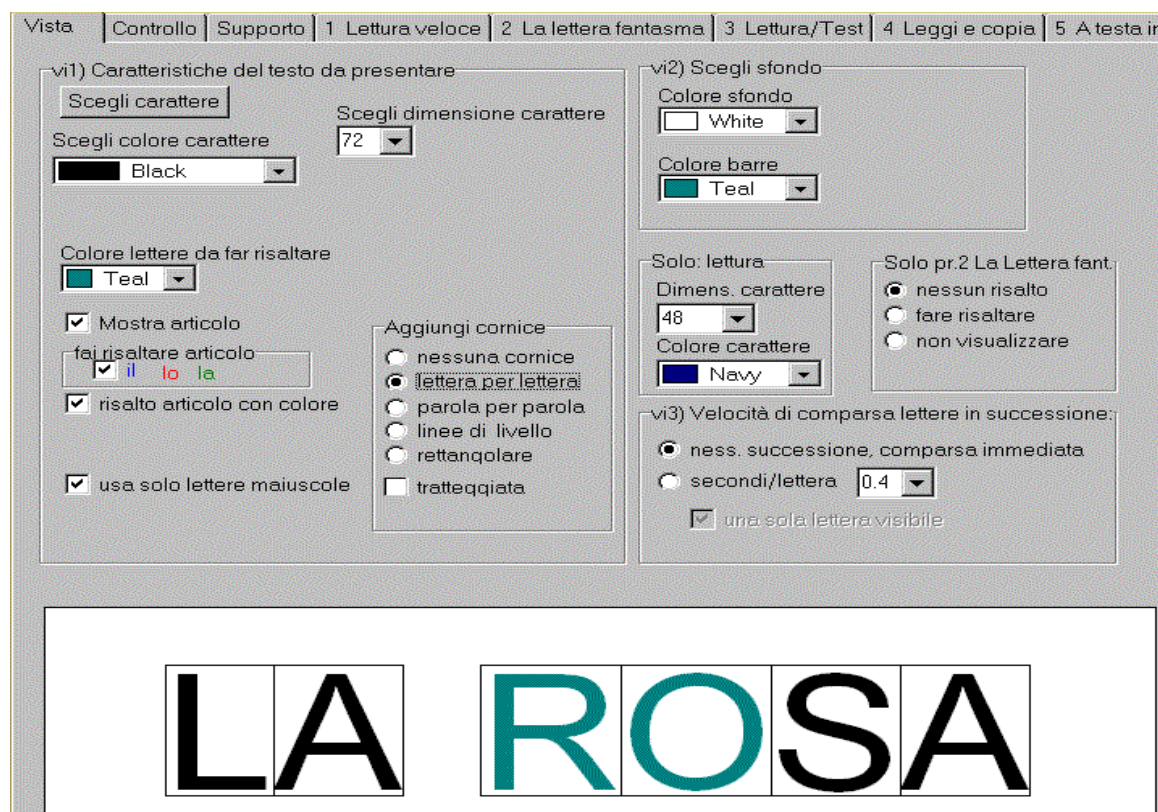 Vista Controllo Supporto 1 Lettura veloce 2 La lettera fantasma 3 Lettura/Test 4 Leggi e copia 5 A testa in
vi1) Caratteristiche del testo da presentare
Scegli carattere
Scegli dimensione carattere
72
Scegli colore carattere
Black
Colore lettere da far risaltare
Teal
Mostra articolo
fai risaltare articolo
il lo la
risalto articolo con colore
usa solo lettere maiuscole
Aggiungi cornice
nessuna cornice
lettera per lettera
parola per parola
linee di livello
rettangolare
tratteggiata
vi2) Scegli sfondo
Colore sfondo
White
Colore barre
Teal
Solo: lettura
Dimens. carattere
48
Colore carattere
Navy
Solo pr.2 La Lettera fant.
nessun risalto
fare risaltare
non visualizzare
vi3) Velocità di comparsa lettere in successione:
ness. successione, comparsa immediata
secondi/lettera 0.4
una sola lettera visibile
LA ROSA